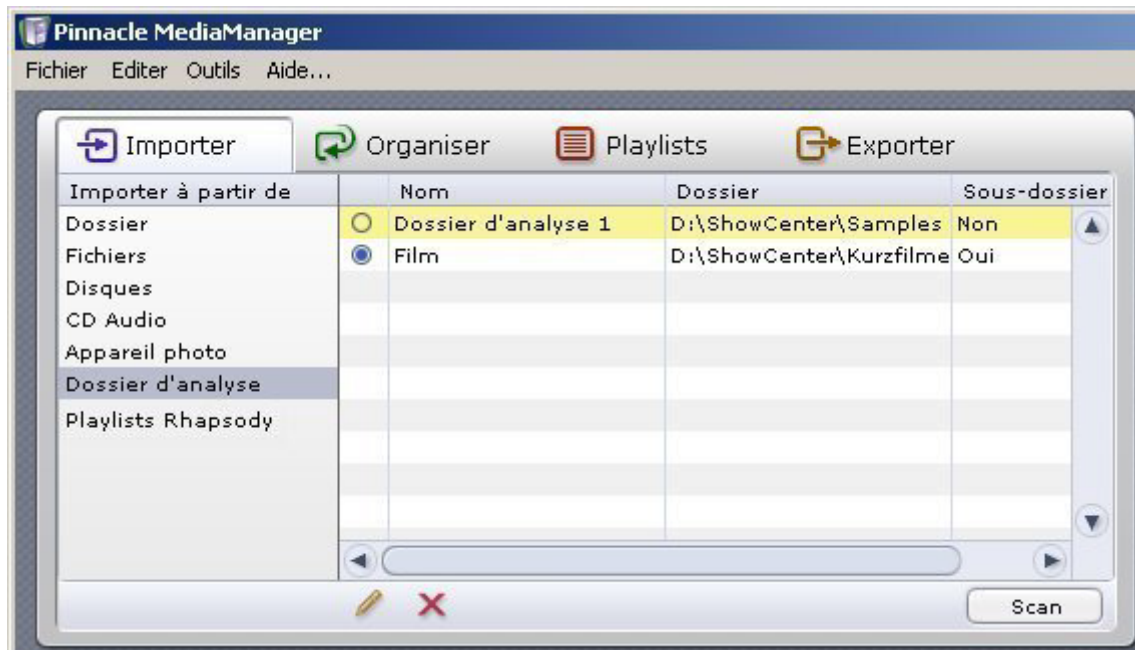 Pinnacle MediaManager
Fichier Editer Outils Aide...
Importer Organiser Playlists Exporter
Importer à partir de Nom Dossier Sous-dossier
Dossier Dossier d'analyse 1 D:\ShowCenter\Samples Non
Fichiers Film D:\ShowCenter\Kurzfilme Oui
Disques
CD Audio
Appareil photo
Dossier d'analyse
Playlists Rhapsody
Scan